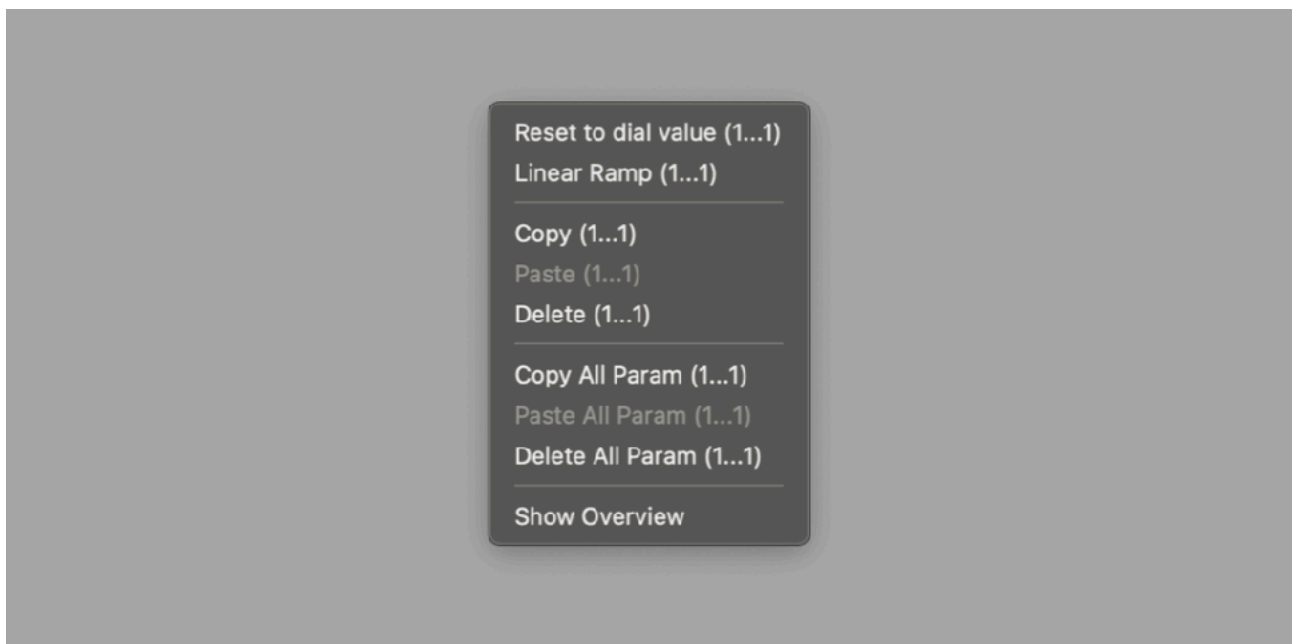 Reset to dial value (1...1)
Linear Ramp (1...1)
Copy (1...1)
Paste (1...1)
Delete (1...1)
Copy All Param (1...1)
Paste All Param (1...1)
Delete All Param (1...1)
Show Overview